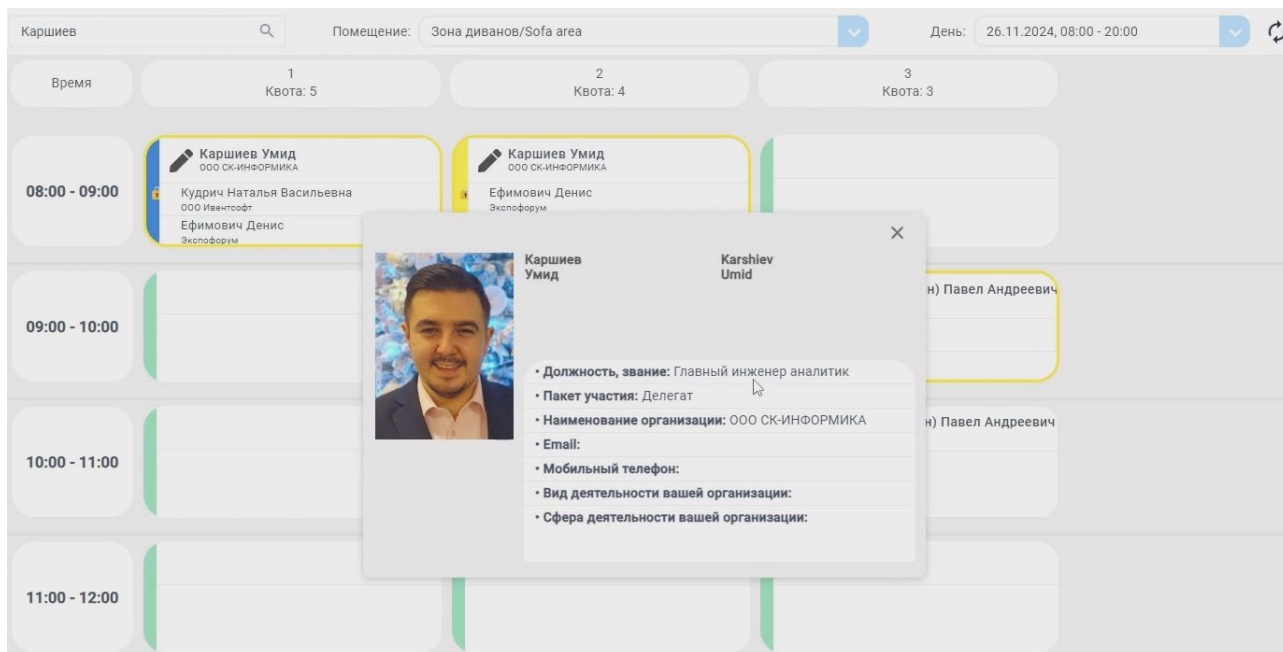 Каршиев
Помещение: Зона диванов/Sofa area
День: 26.11.2024, 08:00 - 20:00
Время
1
Квота: 5
2
Квота: 4
3
Квота: 3
08:00 - 09:00
Каршиев Умид
ООО СК-ИНФОРМИКА
Кудрич Наталья Васильевна
ООО Ивентсофт
Ефимович Денис
Экспофорум
Каршиев Умид
ООО СК-ИНФОРМИКА
Ефимович Денис
Экспофорум
Каршиев
Умид
Karshiev
Umid
• Должность, звание: Главный инженер аналитик
• Пакет участия: Делегат
• Наименование организации: ООО СК-ИНФОРМИКА
• Email:
• Мобильный телефон:
• Вид деятельности вашей организации:
• Сфера деятельности вашей организации:
09:00 - 10:00
н) Павел Андреевич
10:00 - 11:00
н) Павел Андреевич
11:00 - 12:00